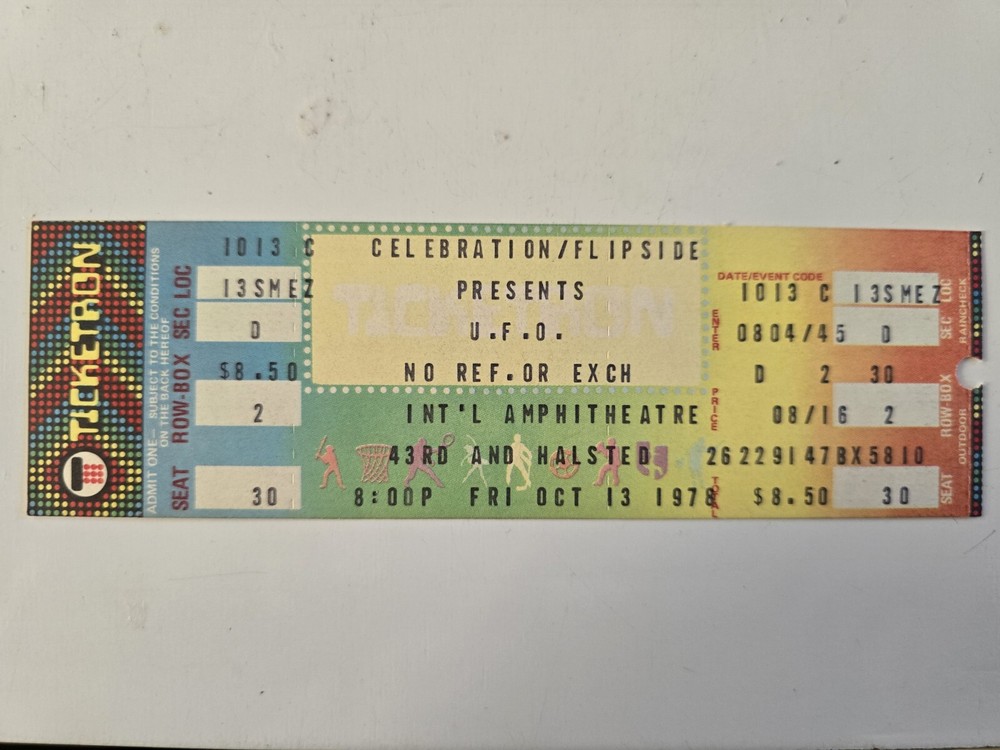 TICKETRON
ADMIT ONE— SUBJECT TO THE CONDITIONS
ON THE BACK HEREOF
SEAT ROW-BOX SEC LOC
1013 C
13SMEZ
D
$8.50
2
30
TICKETRON
CELEBRATION/FLIPSIDE
PRESENTS
U.F.O.
NO REF.OR EXCH
INT'L AMPHITHEATRE
43RD AND HALSTED
8:00P FRI OCT 13 1978
DATE/EVENT CODE
1013 C 13SMEZ
ENTER
0804/45 D
D 2 30
PRICE
08/16 2
26229147BX5810
TOTAL
$8.50 30
SEAT ROW-BOX SEC LOC
OUTDOOR RAINCHECK